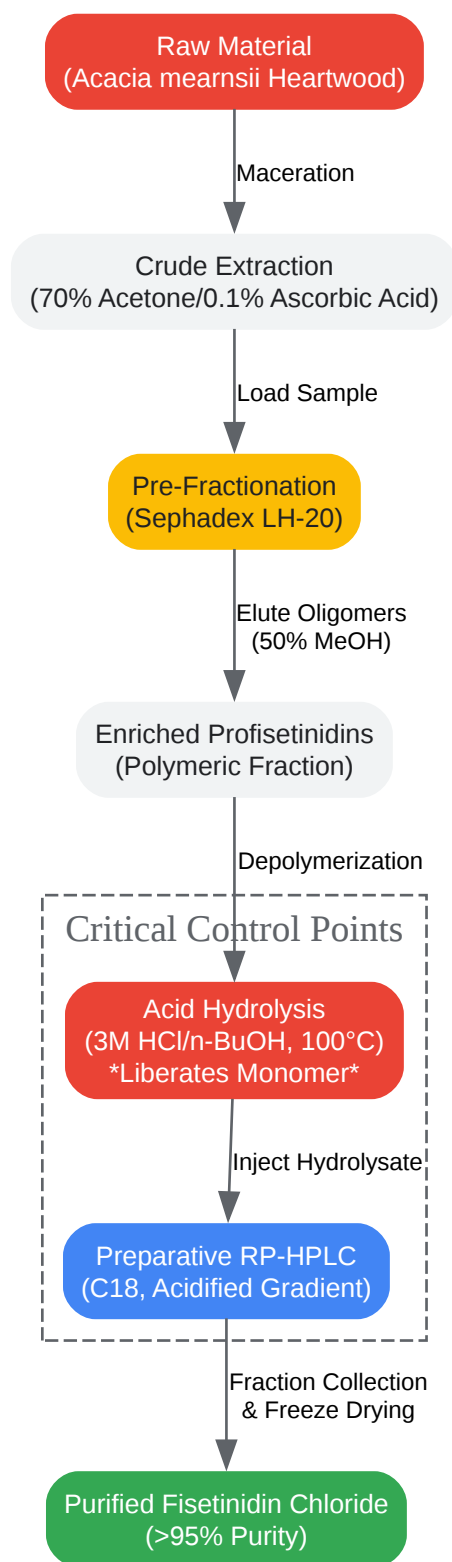 Raw Material
(Acacia mearnsii Heartwood)
Maceration
Crude Extraction
(70% Acetone/0.1% Ascorbic Acid)
Load Sample
Pre-Fractionation
(Sephadex LH-20)
Elute Oligomers
(50% MeOH)
Enriched Profisetinidins
(Polymeric Fraction)
Depolymerization
Critical Control Points
Acid Hydrolysis
(3M HCl/n-BuOH, 100°C)
*Liberates Monomer*
Inject Hydrolysate
Preparative RP-HPLC
(C18, Acidified Gradient)
Fraction Collection
& Freeze Drying
Purified Fisetinidin Chloride
(>95% Purity)